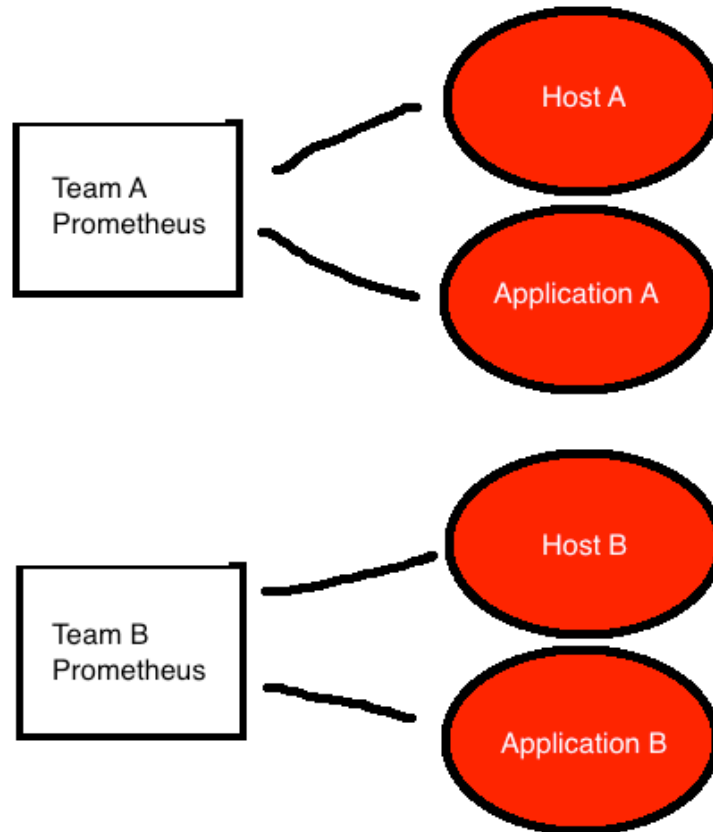 Host A
Team A
Prometheus
Application A
Host B
Team B
Prometheus
Application B